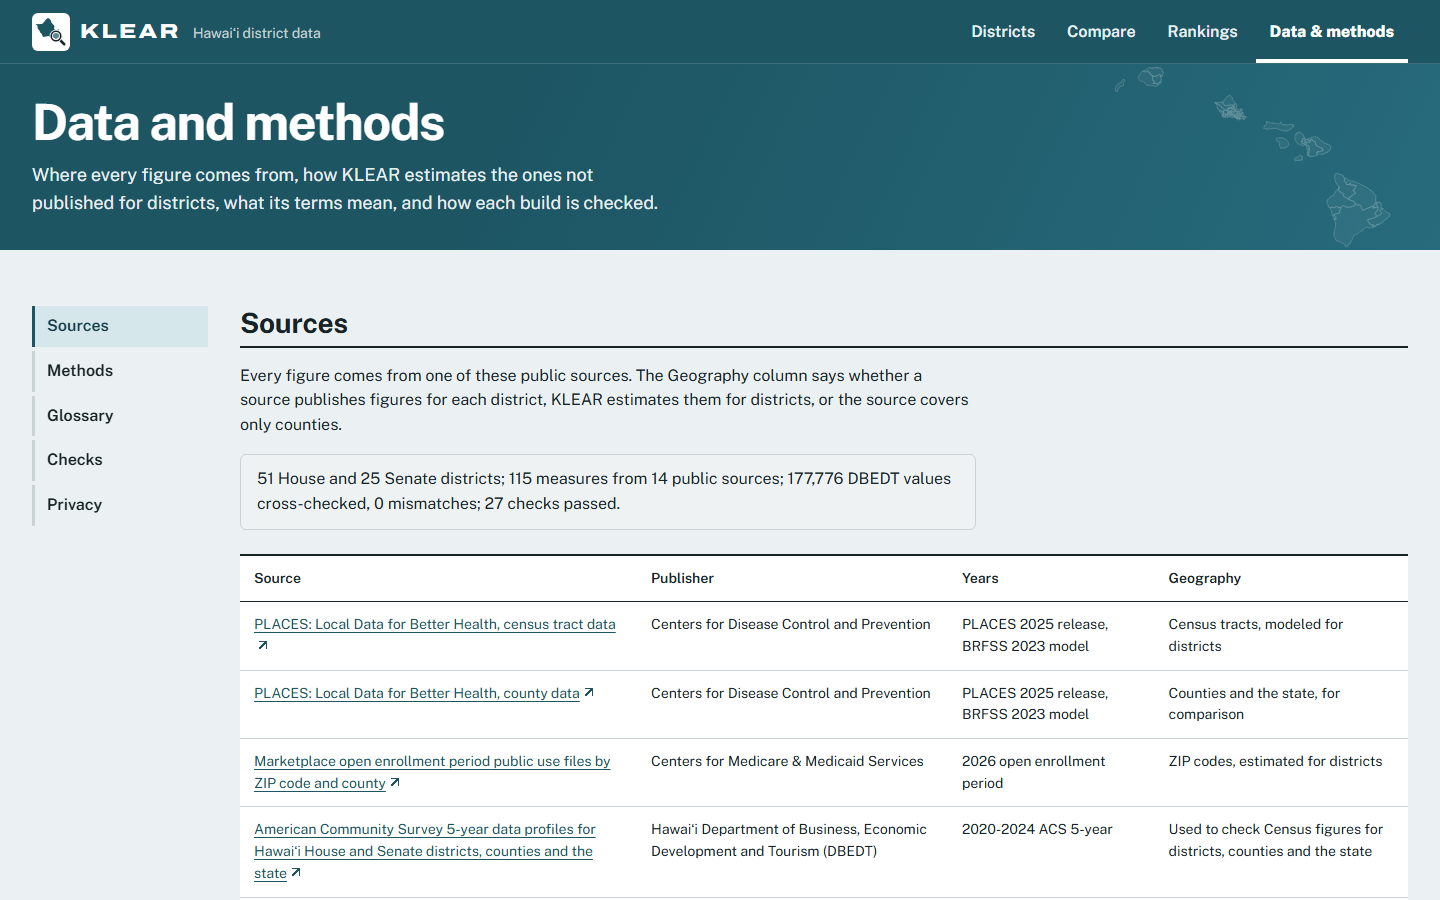 KLEAR Hawaiʻi district data Districts Compare Rankings Data & methods
Data and methods
Where every figure comes from, how KLEAR estimates the ones not
published for districts, what its terms mean, and how each build is checked.
Sources
Methods
Glossary
Checks
Privacy
Sources
Every figure comes from one of these public sources. The Geography column says whether a
source publishes figures for each district, KLEAR estimates them for districts, or the source covers
only counties.
51 House and 25 Senate districts; 115 measures from 14 public sources; 177,776 DBEDT values
cross-checked, 0 mismatches; 27 checks passed.
Source Publisher Years Geography
PLACES: Local Data for Better Health, census tract data
Centers for Disease Control and Prevention
PLACES 2025 release,
BRFSS 2023 model
Census tracts, modeled for
districts
PLACES: Local Data for Better Health, county data
Centers for Disease Control and Prevention
PLACES 2025 release,
BRFSS 2023 model
Counties and the state, for
comparison
Marketplace open enrollment period public use files by
ZIP code and county
Centers for Medicare & Medicaid Services
2026 open enrollment
period
ZIP codes, estimated for districts
American Community Survey 5-year data profiles for
Hawaiʻi House and Senate districts, counties and the
state
Hawaiʻi Department of Business, Economic
Development and Tourism (DBEDT)
2020-2024 ACS 5-year
Used to check Census figures for
districts, counties and the state